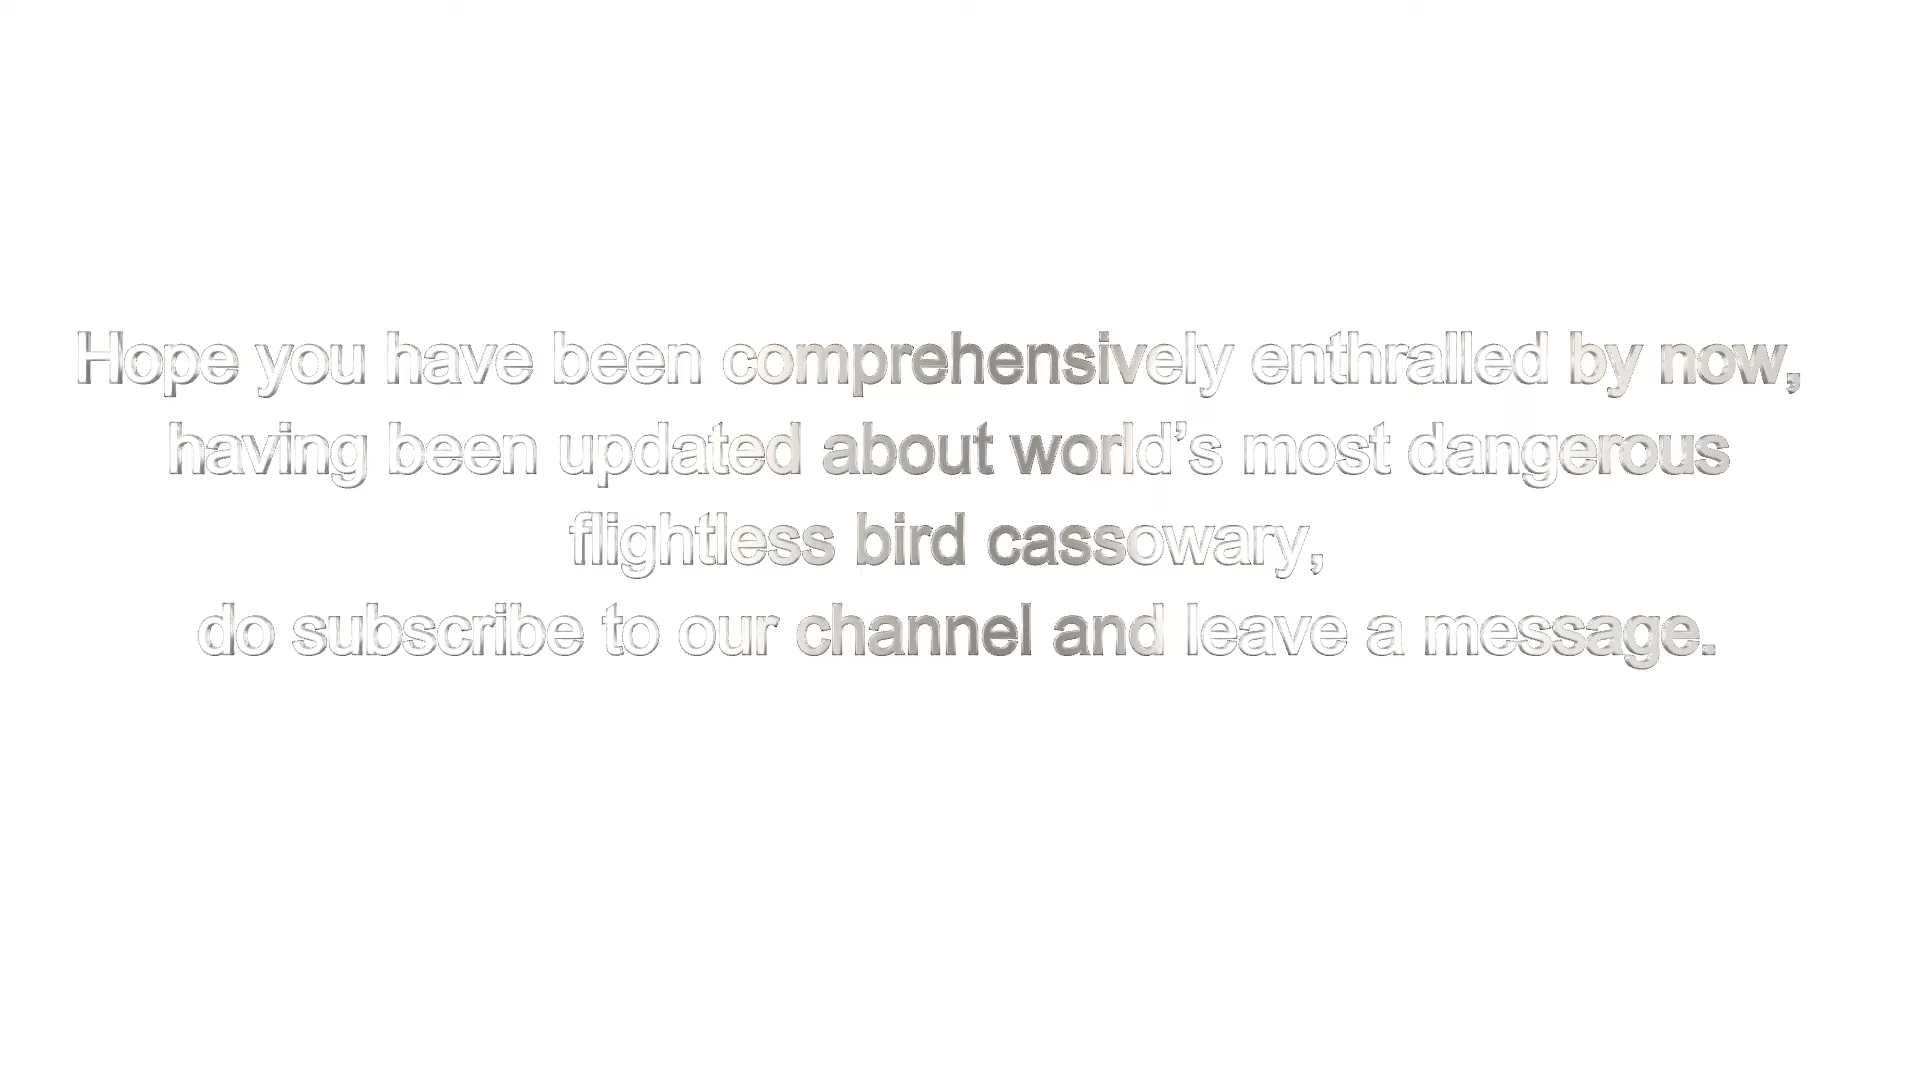 Hope you have been comprehensively enthralled by now,
having been updated about world’s most dangerous
flightless bird cassowary,
do subscribe to our channel and leave a message.